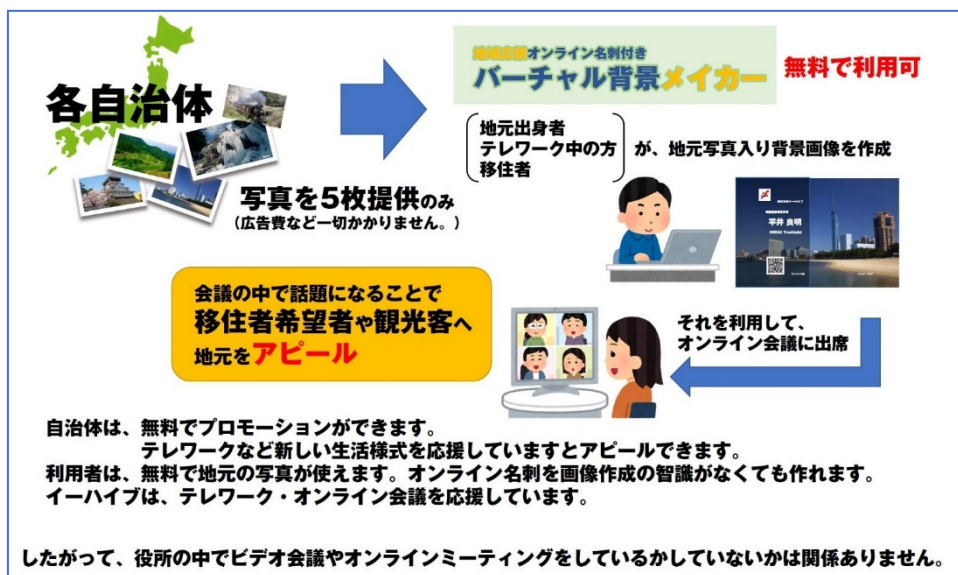 各自治体
写真を5枚提供のみ
(広告費など一切かかりません。)
地域応援オンライン名刺付き
バーチャル背景メイカー
無料で利用可
地元出身者
テレワーク中の方
移住者
が、地元写真入り背景画像を作成
平井 良明
それを利用して、
オンライン会議に出席
会議の中で話題になることで
移住者希望者や観光客へ
地元をアピール
自治体は、無料でプロモーションができます。
テレワークなど新しい生活様式を応援していますとアピールできます。
利用者は、無料で地元の写真が使えます。オンライン名刺を画像作成の智識がなくても作れます。
イーハイブは、テレワーク・オンライン会議を応援しています。
したがって、役所の中でビデオ会議やオンラインミーティングをしているかしていないかは関係ありません。